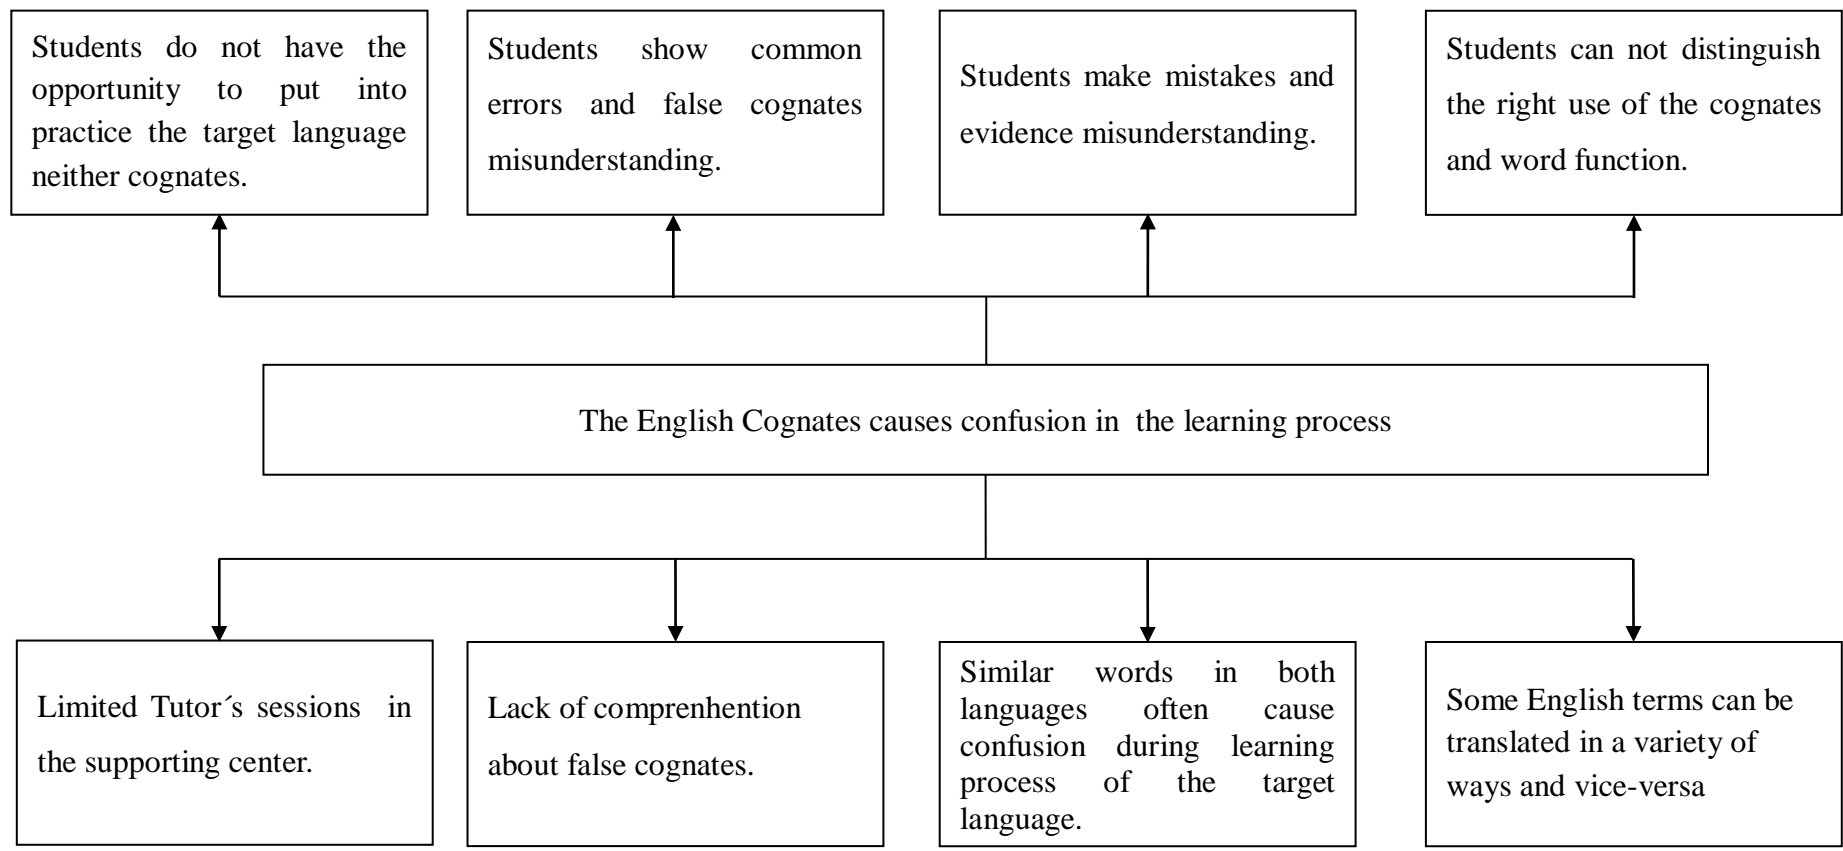 Students do not have the
opportunity to put into
practice the target language
neither cognates.
Students show common
errors and false cognates
misunderstanding.
Students make mistakes and
evidence misunderstanding.
Students can not distinguish
the right use of the cognates
and word function.
The English Cognates causes confusion in the learning process
Limited Tutor´s sessions in
the supporting center.
Lack of comprenhention
about false cognates.
Similar words in both
languages often cause
confusion during learning
process of the target
language.
Some English terms can be
translated in a variety of
ways and vice-versa